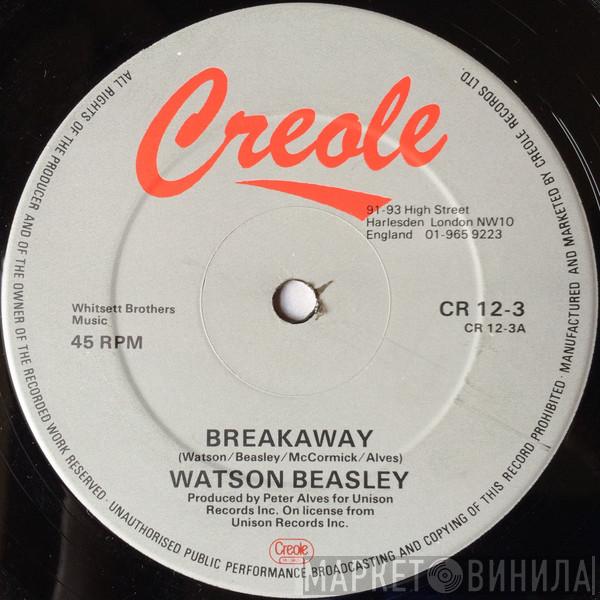 Creole
91-93 High Street
Harlesden London NW10
England 01-965 9223
Whitsett Brothers
Music
45 RPM
CR 12-3
CR 12-3A
BREAKAWAY
(Watson/Beasley/McCormick/Alves)
WATSON BEASLEY
Produced by Peter Alves for Unison
Records Inc. On license from
Unison Records Inc.
Creole
ALL RIGHTS OF THE PRODUCER AND OF THE OWNER OF THE RECORDED WORK RESERVED · UNAUTHORISED PUBLIC PERFORMANCE BROADCASTING AND COPYING OF THIS RECORD PROHIBITED · MANUFACTURED AND MARKETED BY CREOLE RECORDS LTD.
МАРКЕТ ВИНИЛА